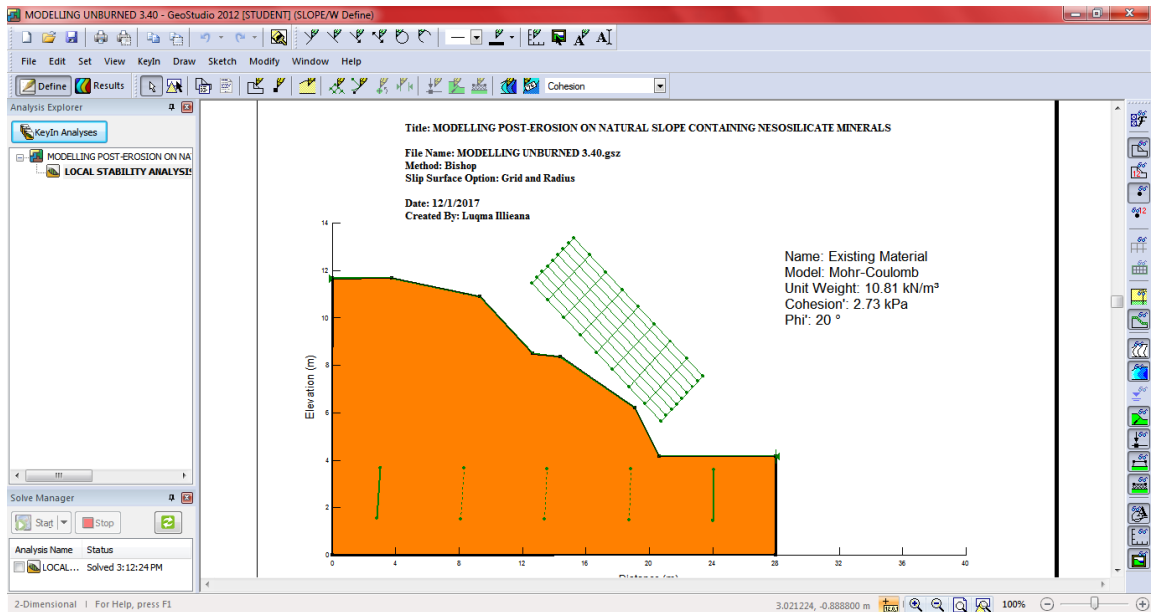 MODELLING UNBURNED 3.40 - GeoStudio 2012 [STUDENT] (SLOPE/W Define)
File Edit Set View KeyIn Draw Sketch Modify Window Help
Define Results Cohesion
Analysis Explorer
KeyIn Analyses
MODELLING POST-EROSION ON NA
LOCAL STABILITY ANALYSIS
Title: MODELLING POST-EROSION ON NATURAL SLOPE CONTAINING NESOSILICATE MINERALS
File Name: MODELLING UNBURNED 3.40.gsz
Method: Bishop
Slip Surface Option: Grid and Radius
Date: 12/1/2017
Created By: Luqma Illieana
Name: Existing Material
Model: Mohr-Coulomb
Unit Weight: 10.81 kN/m³
Cohesion': 2.73 kPa
Phi': 20 °
14
12
10
8
6
4
2
0
Elevation (m)
0 4 8 12 16 20 24 28 32 36 40
Solve Manager
Start Stop
Analysis Name Status
LOCAL... Solved 3:12:24 PM
2-Dimensional | For Help, press F1
3.021224, -0.888800 m 100%